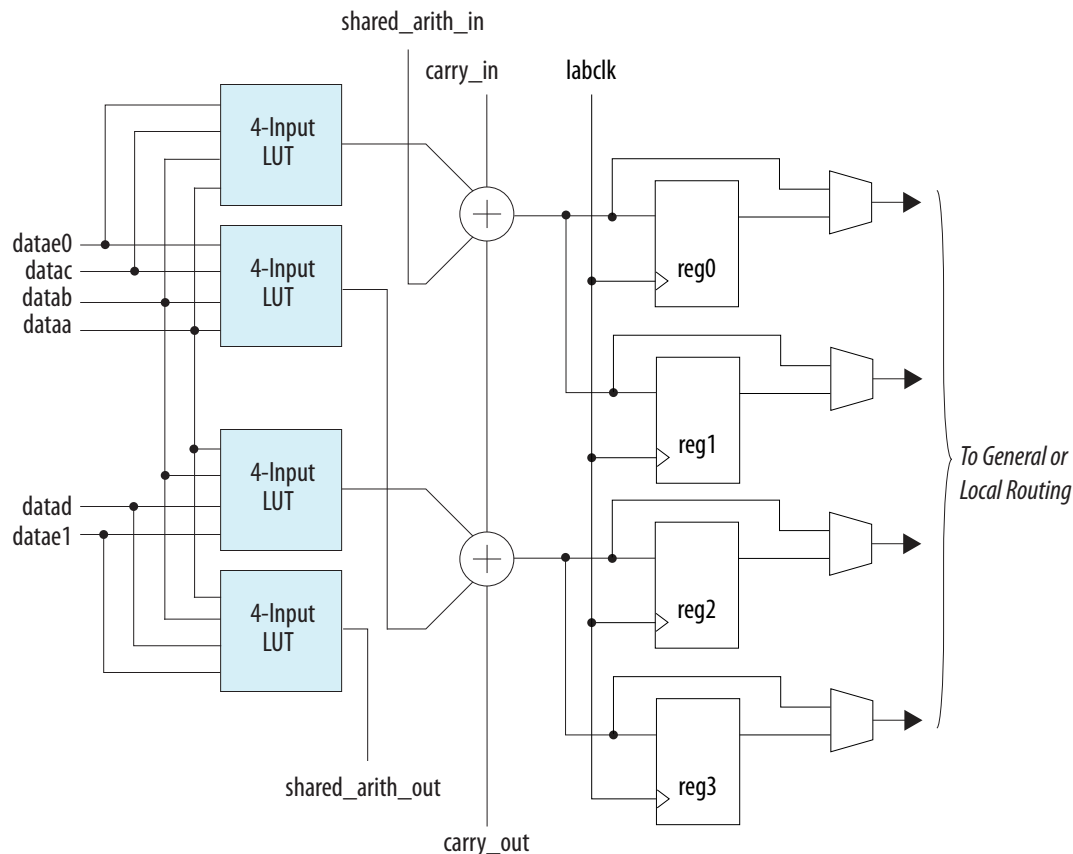 shared_arith_in
carry_in
labclk
4-Input
LUT
datae0
datac
datab
dataa
4-Input
LUT
reg0
reg1
4-Input
LUT
datad
datae1
4-Input
LUT
reg2
reg3
To General or
Local Routing
shared_arith_out
carry_out